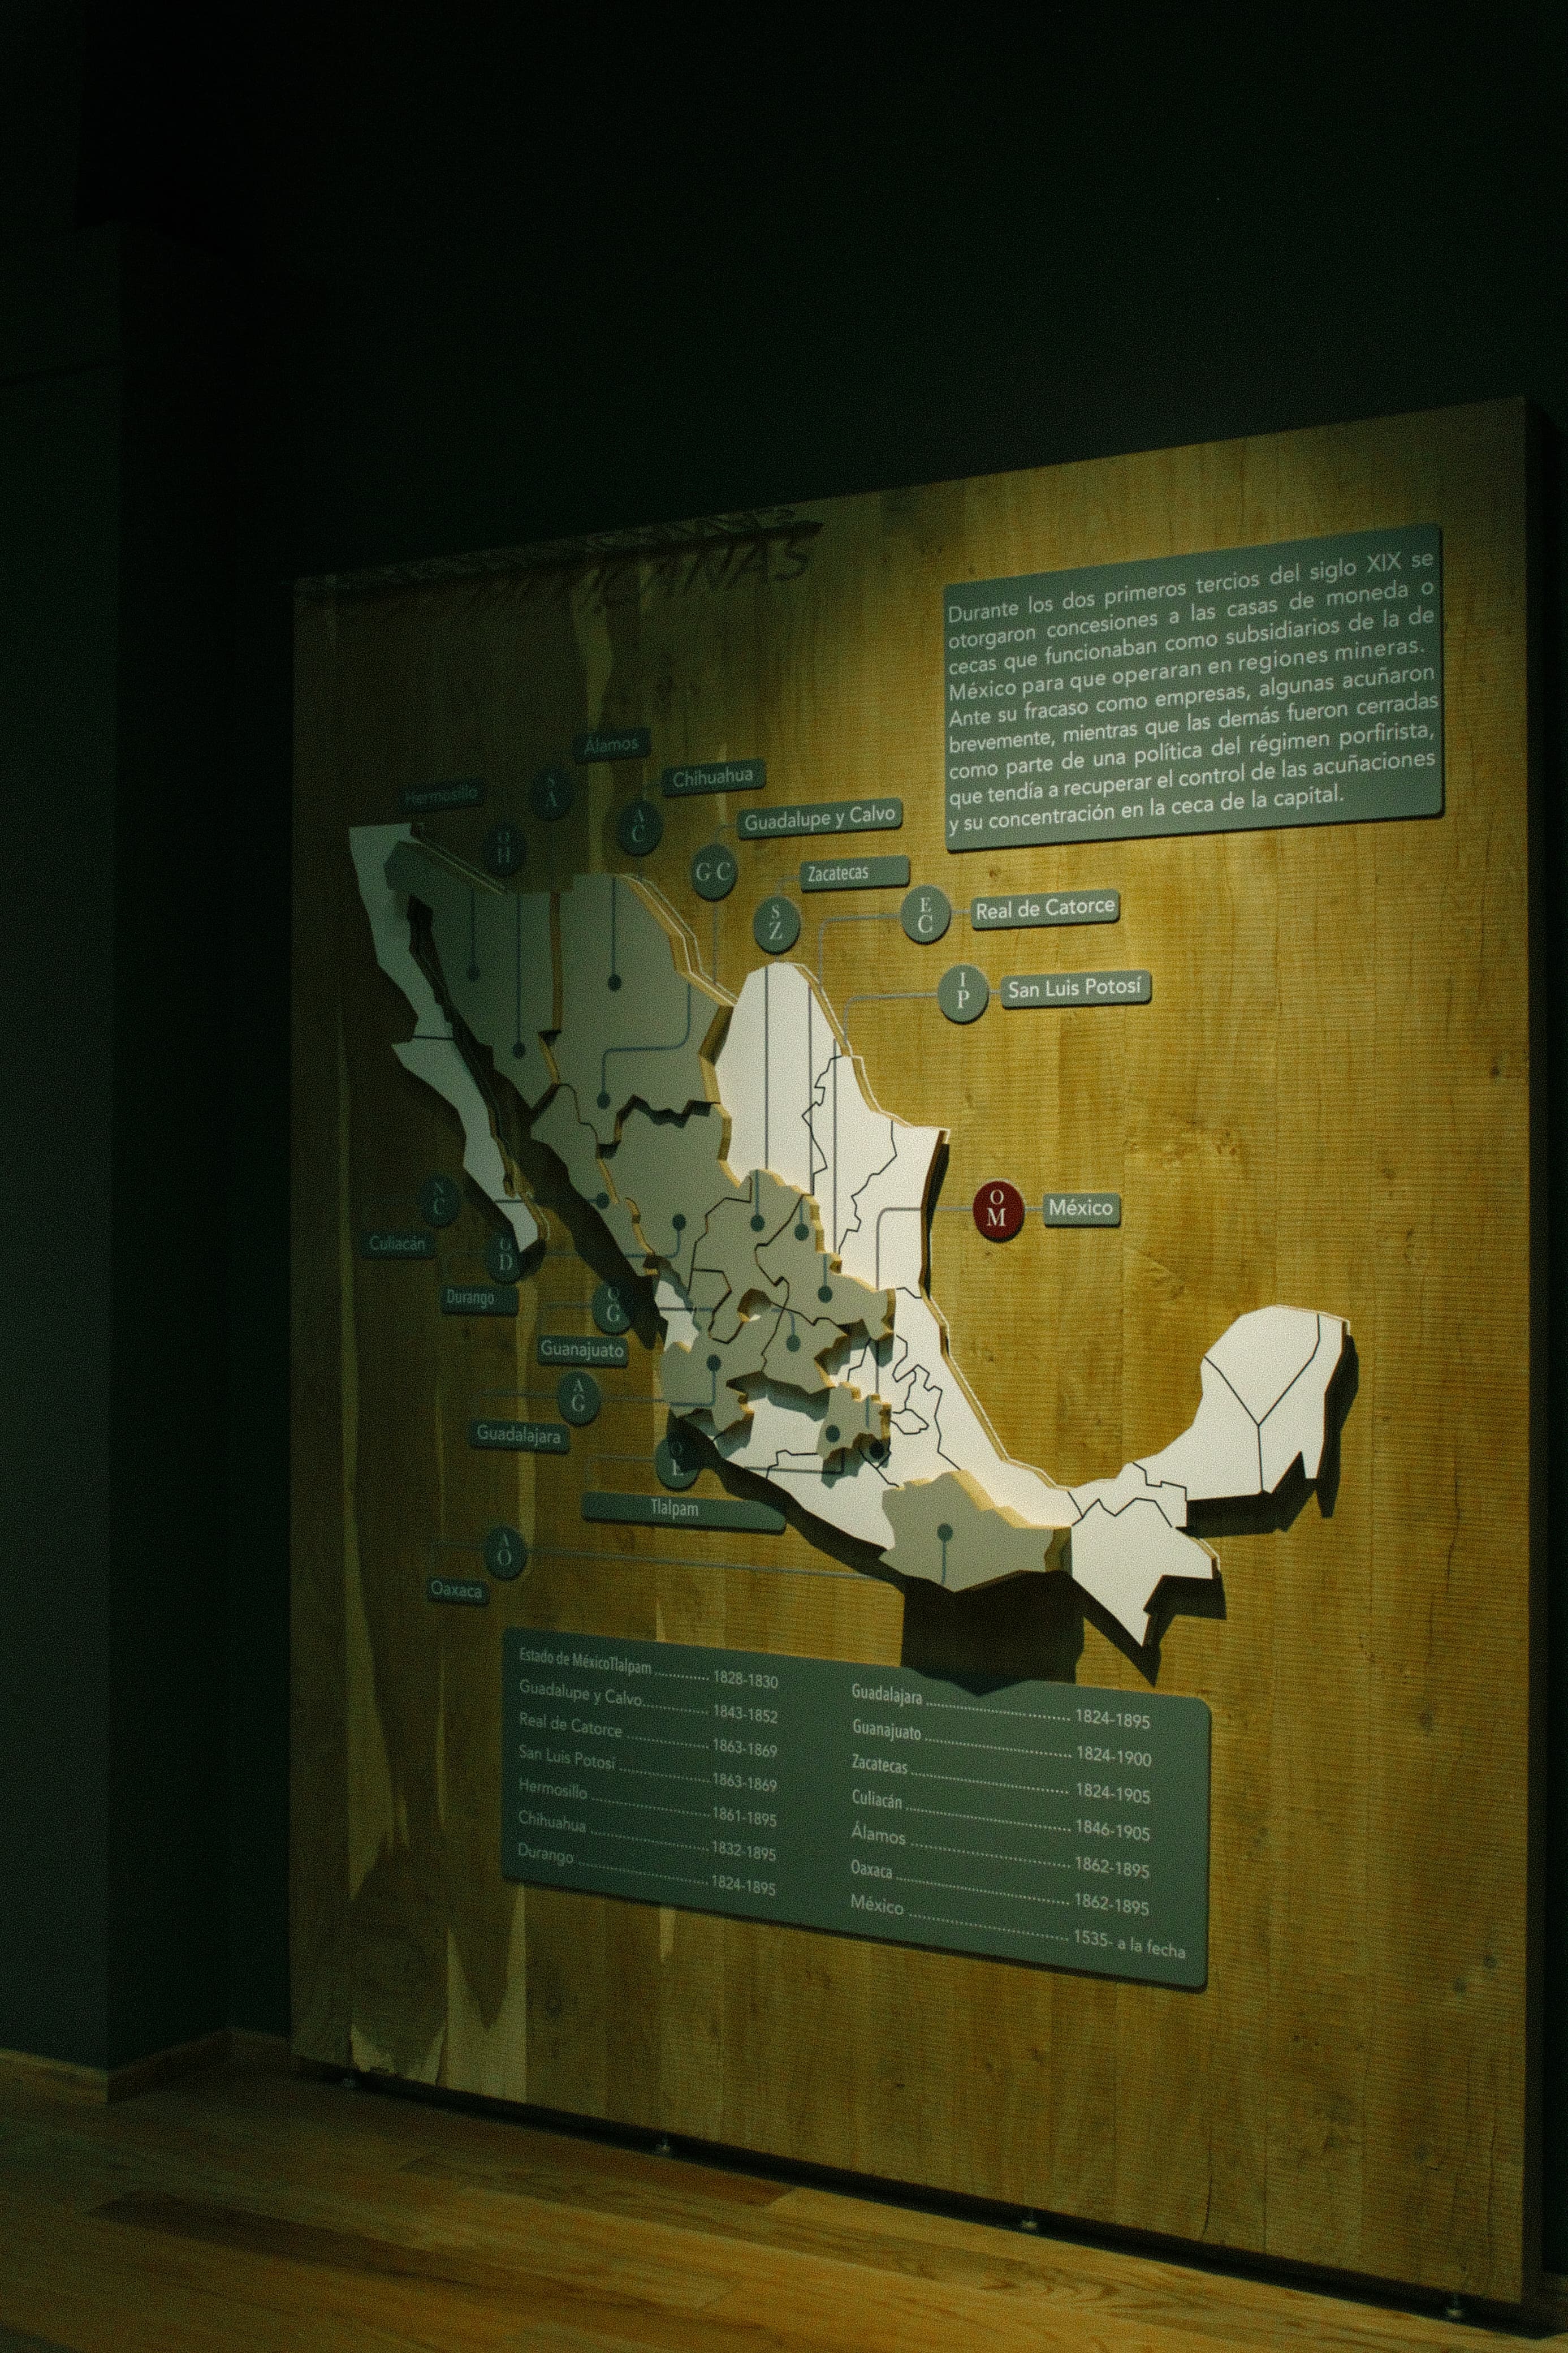 CANAS
Durante los dos primeros tercios del siglo XIX se
otorgaron concesiones a las casas de moneda o
cecas que funcionaban como subsidiarios de la de
México para que operaran en regiones mineras.
Ante su fracaso como empresas, algunas acuñaron
brevemente, mientras que las demás fueron cerradas
como parte de una política del régimen porfirista,
que tendía a recuperar el control de las acuñaciones
y su concentración en la ceca de la capital.
Álamos
S
A
Hermosillo
O
H
Chihuahua
A
C
Guadalupe y Calvo
G C
Zacatecas
S
Z
E
C
Real de Catorce
I
P
San Luis Potosí
O
M
México
N
C
Culiacán
O
D
Durango
O
G
Guanajuato
A
G
Guadalajara
O
E
Tlalpam
A
O
Oaxaca
Estado de MéxicoTlalpam ............ 1828-1830
Guadalupe y Calvo............ 1843-1852
Real de Catorce ............ 1863-1869
San Luis Potosí ............ 1863-1869
Hermosillo ............ 1861-1895
Chihuahua ............ 1832-1895
Durango ............ 1824-1895
Guadalajara ............ 1824-1895
Guanajuato ............ 1824-1900
Zacatecas ............ 1824-1905
Culiacán ............ 1846-1905
Álamos ............ 1862-1895
Oaxaca ............ 1862-1895
México ............ 1535- a la fecha